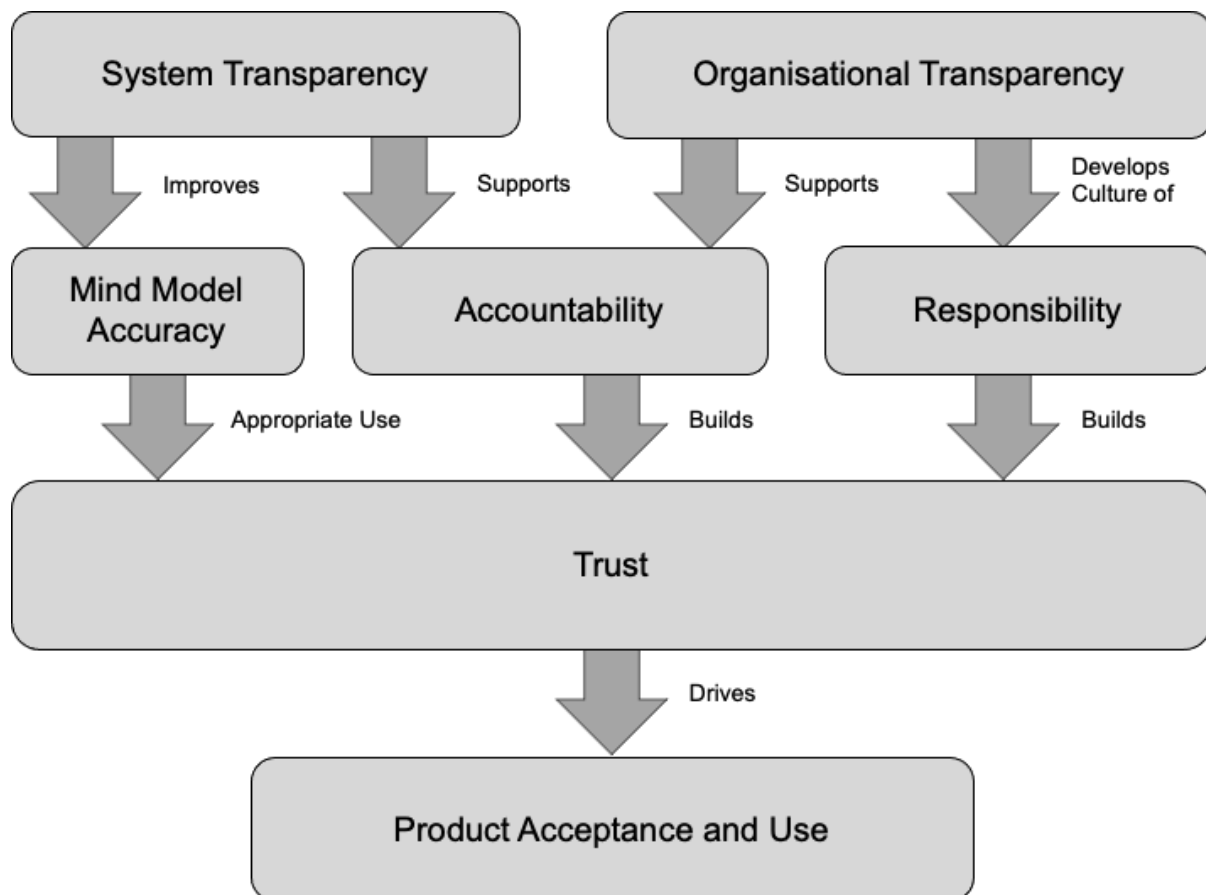 System Transparency
Organisational Transparency
Improves
Supports
Supports
Develops
Culture of
Mind Model
Accuracy
Accountability
Responsibility
Appropriate Use
Builds
Builds
Trust
Drives
Product Acceptance and Use